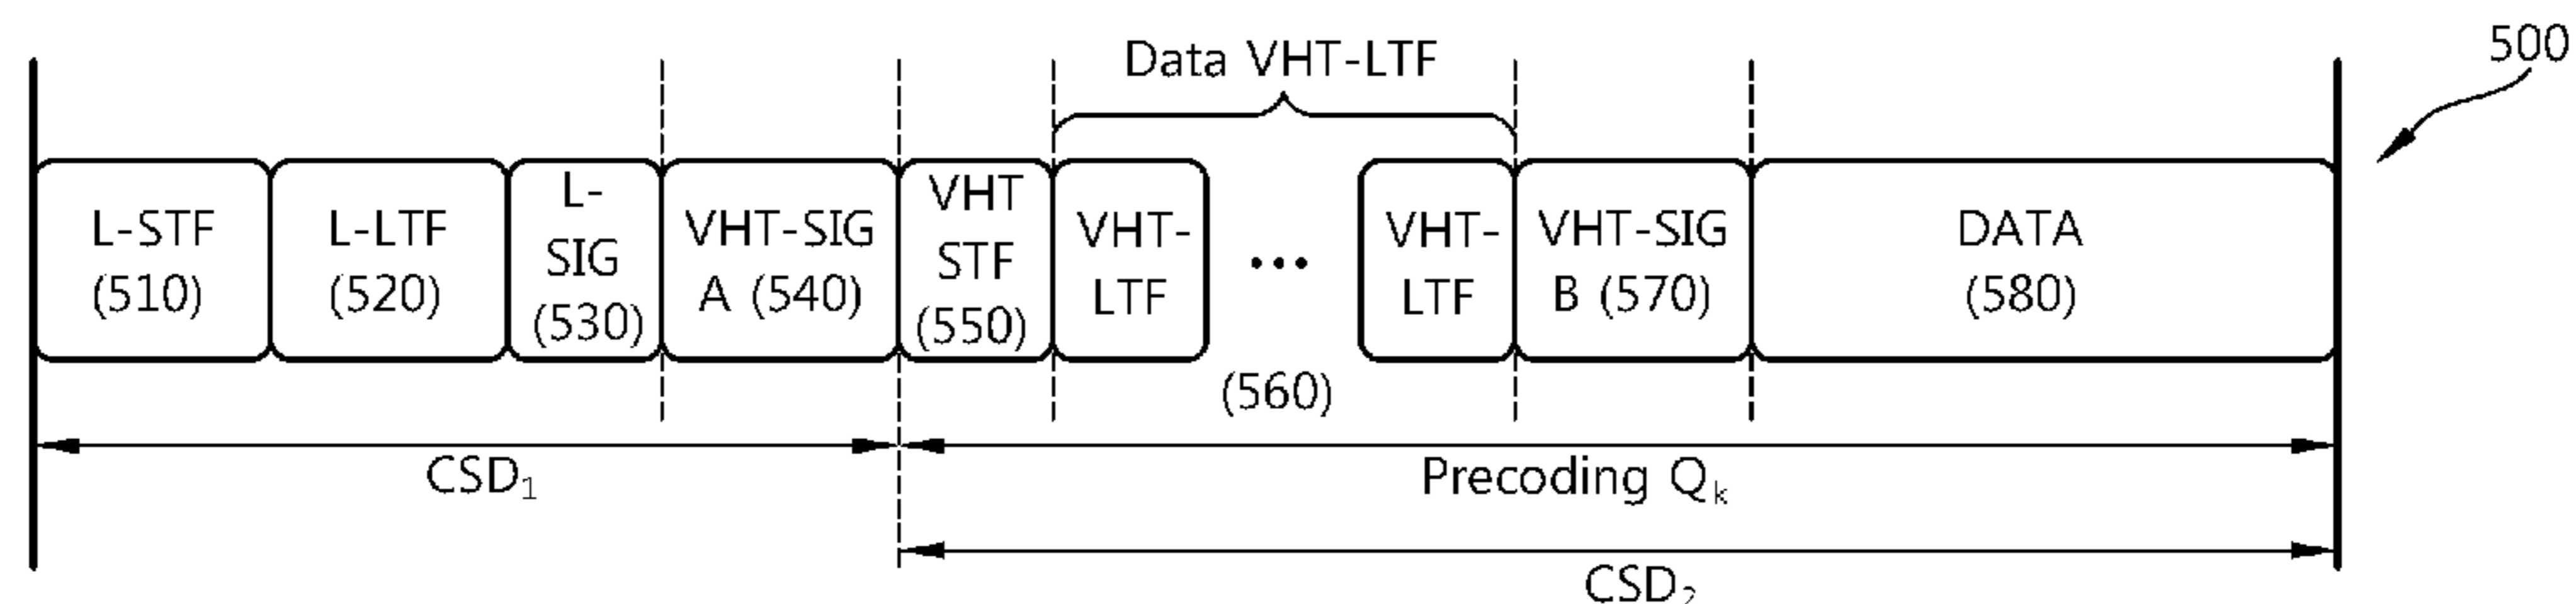 500
Data VHT-LTF
L-STF
(510)
L-LTF
(520)
L-
SIG
(530)
VHT-SIG
A (540)
VHT
STF
(550)
VHT-
LTF
...
VHT-
LTF
(560)
VHT-SIG
B (570)
DATA
(580)
CSD₁
Precoding Qₖ
CSD₂